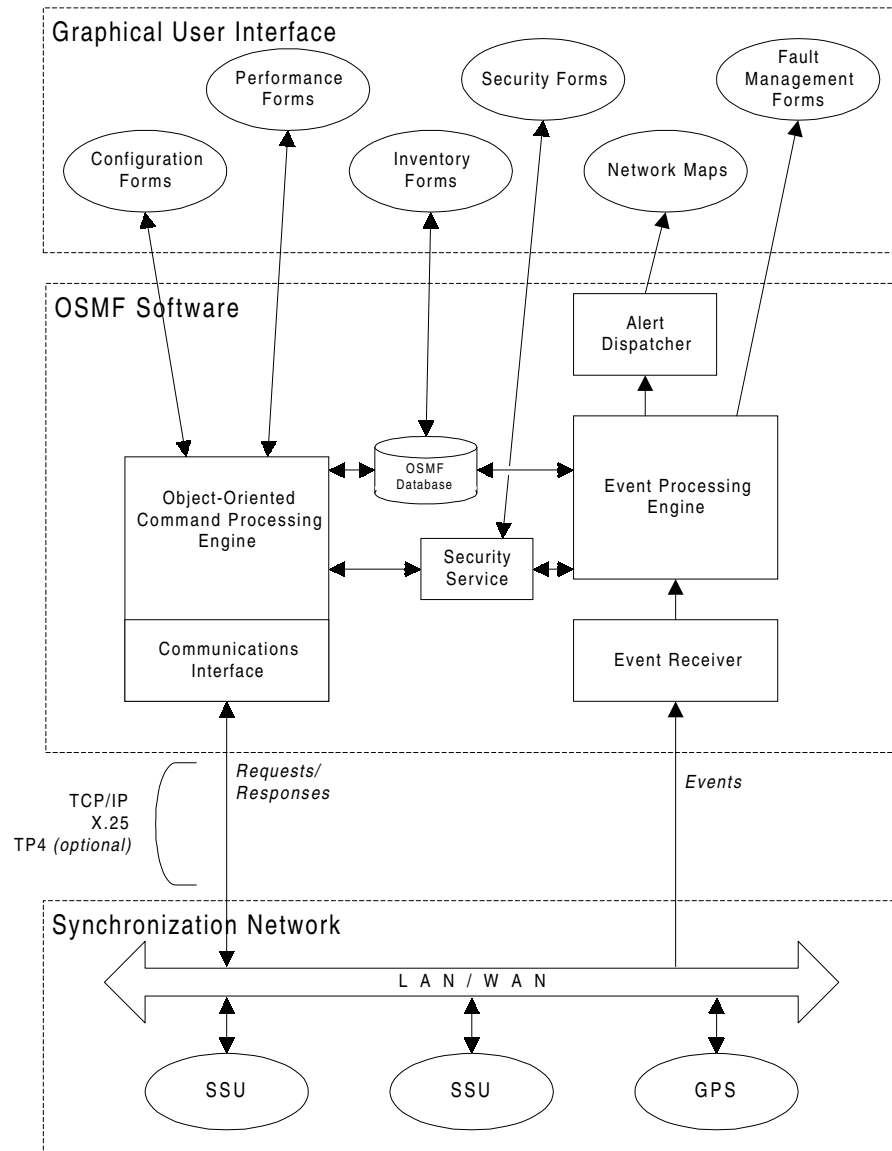 Graphical User Interface
Performance
Forms
Security Forms
Fault
Management
Forms
Configuration
Forms
Inventory
Forms
Network Maps
OSMF Software
Alert
Dispatcher
Object-Oriented
Command Processing
Engine
OSMF
Database
Event Processing
Engine
Security
Service
Communications
Interface
Event Receiver
Requests/
Responses
Events
TCP/IP
X.25
TP4 (optional)
Synchronization Network
LAN/WAN
SSU
SSU
GPS